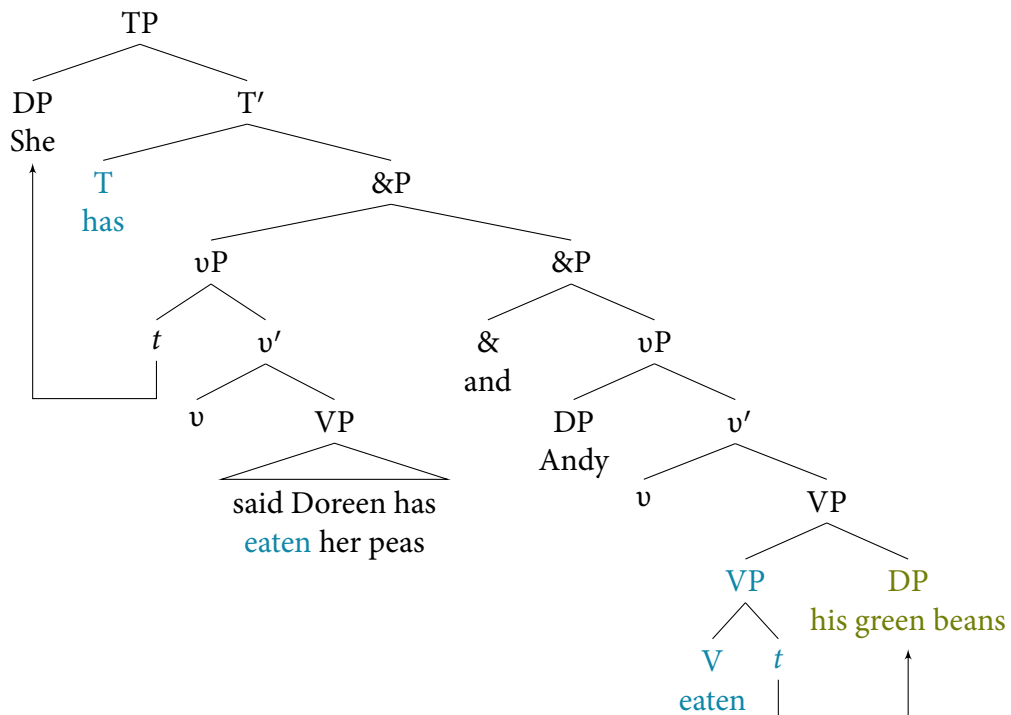 TP
DP T′
She
T &P
has
υP &P
t υ′ & υP
and
υ VP DP υ′
Andy
said Doreen has υ VP
eaten her peas
VP DP
his green beans
V t
eaten